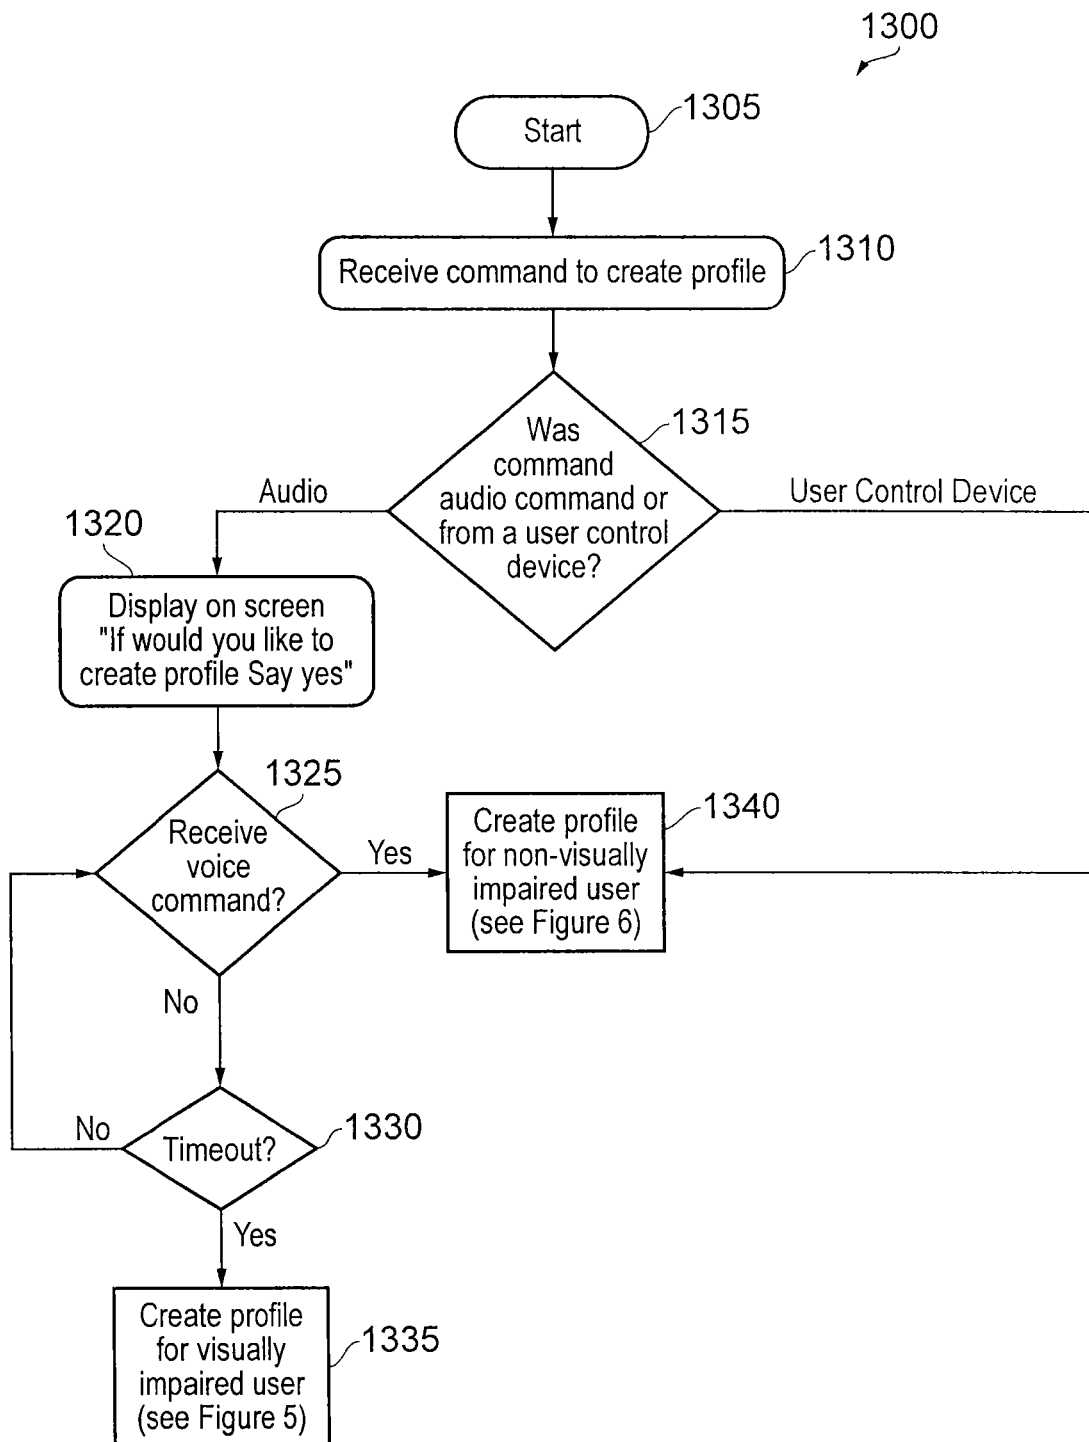 1300
Start
1305
Receive command to create profile
1310
Was
command
audio command or
from a user control
device?
1315
Audio
User Control Device
1320
Display on screen
"If would you like to
create profile Say yes"
1325
Receive
voice
command?
Yes
Create profile
for non-visually
impaired user
(see Figure 6)
1340
No
No
Timeout?
1330
Yes
Create profile
for visually
impaired user
(see Figure 5)
1335